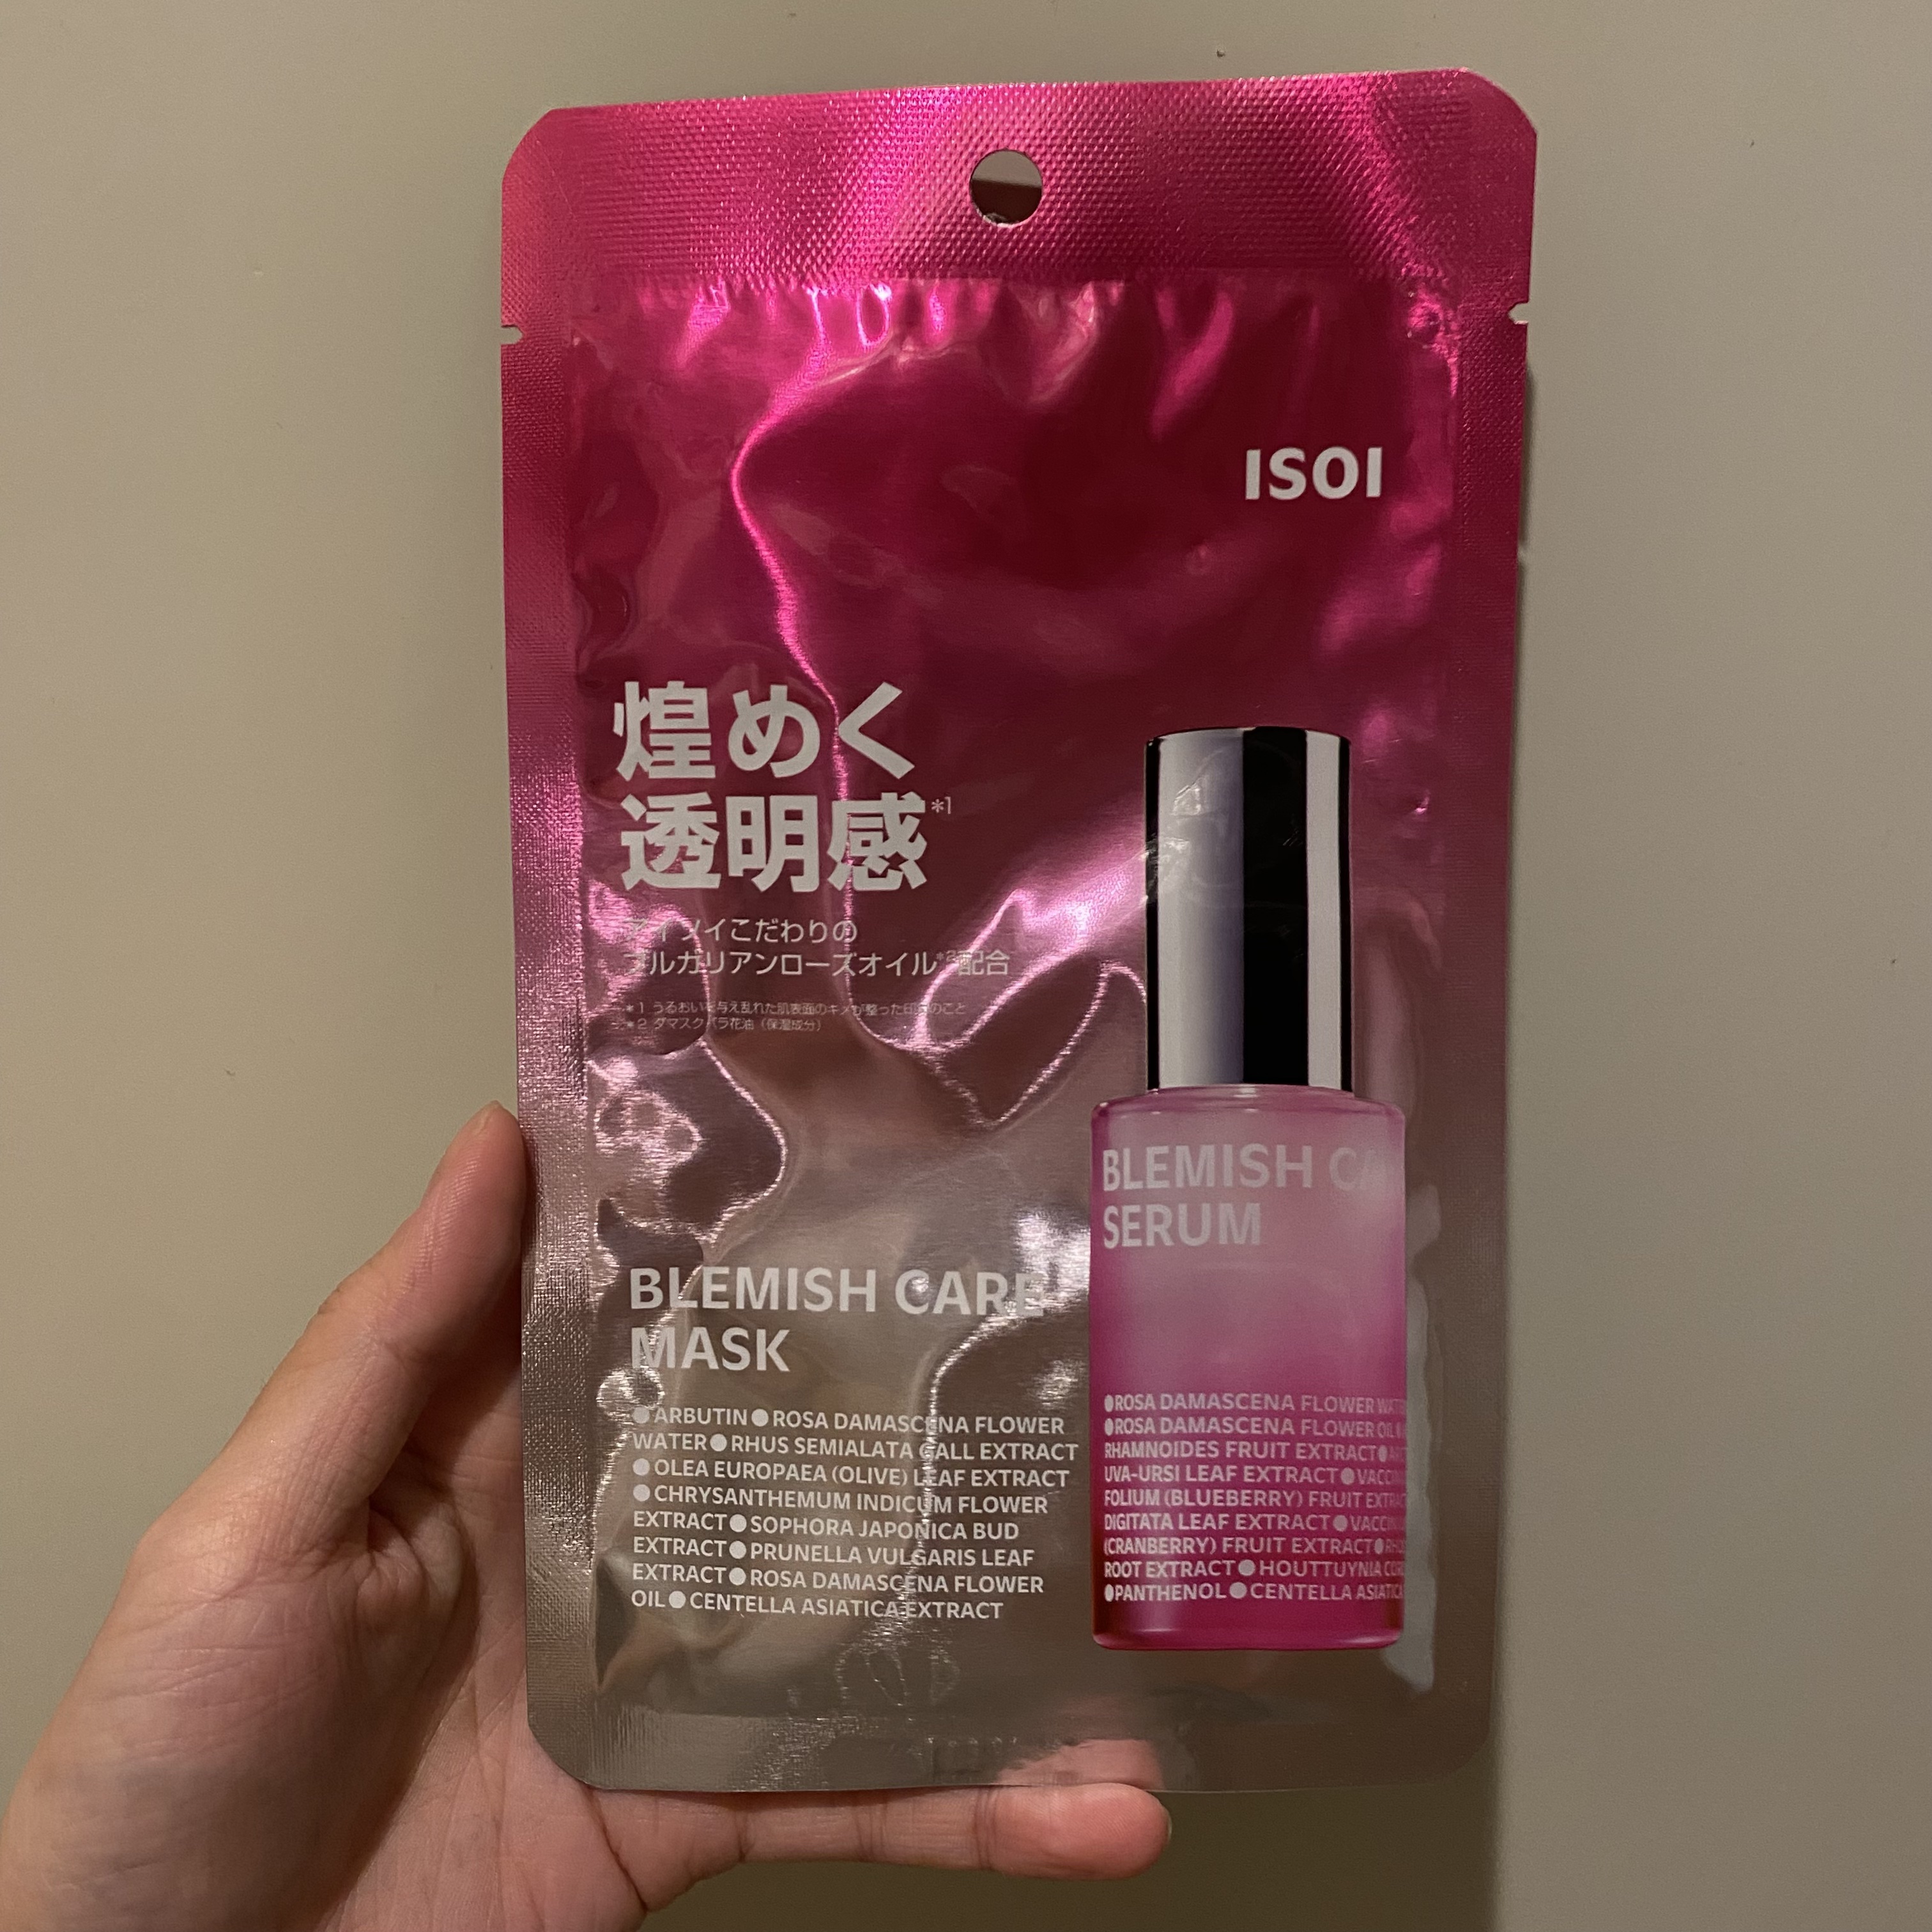 ISOI
煌めく
透明感*1
アイソイこだわりの
ブルガリアンローズオイル*2配合
*1 うるおいを与え乱れた肌表面のキメが整った印象のこと
*2 ダマスクバラ花油（保湿成分）
BLEMISH CARE
MASK
●ARBUTIN●ROSA DAMASCENA FLOWER
WATER●RHUS SEMIALATA GALL EXTRACT
●OLEA EUROPAEA (OLIVE) LEAF EXTRACT
●CHRYSANTHEMUM INDICUM FLOWER
EXTRACT●SOPHORA JAPONICA BUD
EXTRACT●PRUNELLA VULGARIS LEAF
EXTRACT●ROSA DAMASCENA FLOWER
OIL●CENTELLA ASIATICA EXTRACT
BLEMISH CA
SERUM
●ROSA DAMASCENA FLOWER WAT
●ROSA DAMASCENA FLOWER OIL
RHAMNOIDES FRUIT EXTRACT●
UVA-URSI LEAF EXTRACT●VACCIN
FOLIUM (BLUEBERRY) FRUIT EXTRAC
DIGITATA LEAF EXTRACT●VACCIN
(CRANBERRY) FRUIT EXTRACT●
ROOT EXTRACT●HOUTTUYNIA COR
●PANTHENOL●CENTELLA ASIATICA